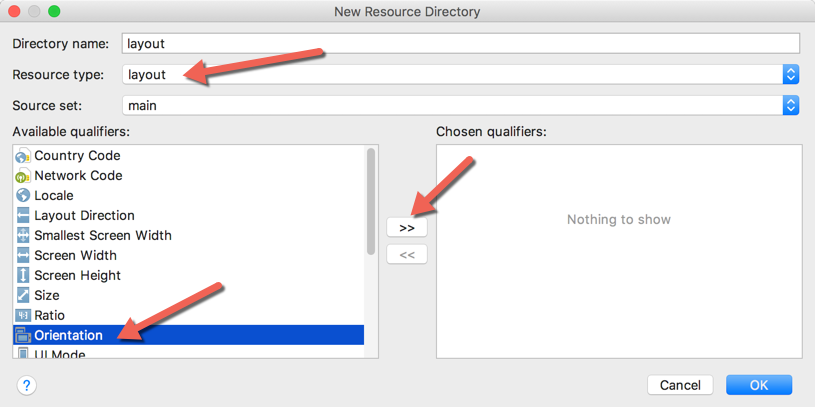 New Resource Directory
Directory name: layout
Resource type: layout
Source set: main
Available qualifiers:
Chosen qualifiers:
Country Code
Network Code
Locale
Layout Direction
Smallest Screen Width
Screen Width
Screen Height
Size
Ratio
Orientation
UI Mode
>>
<<
Nothing to show
?
Cancel
OK